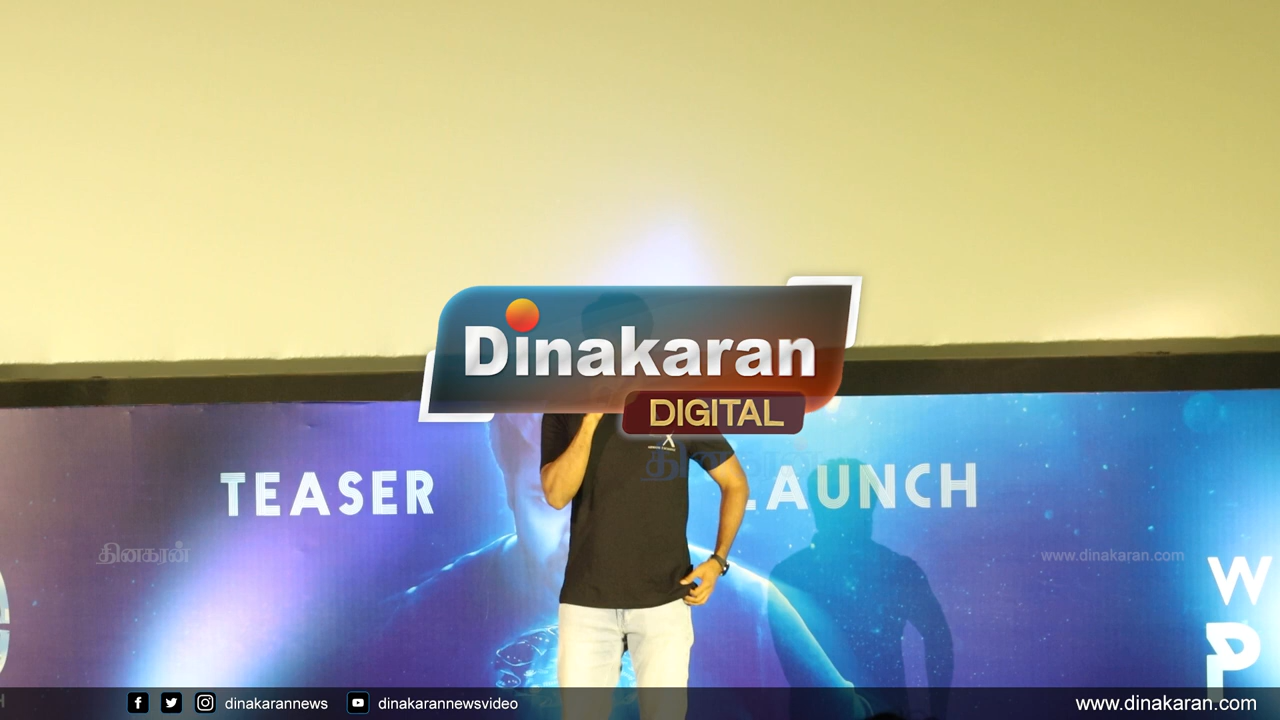 Dinakaran
DIGITAL
TEASER LAUNCH
தினகரன்
www.dinakaran.com
W
P
dinakarannews
dinakarannewsvideo
www.dinakaran.com